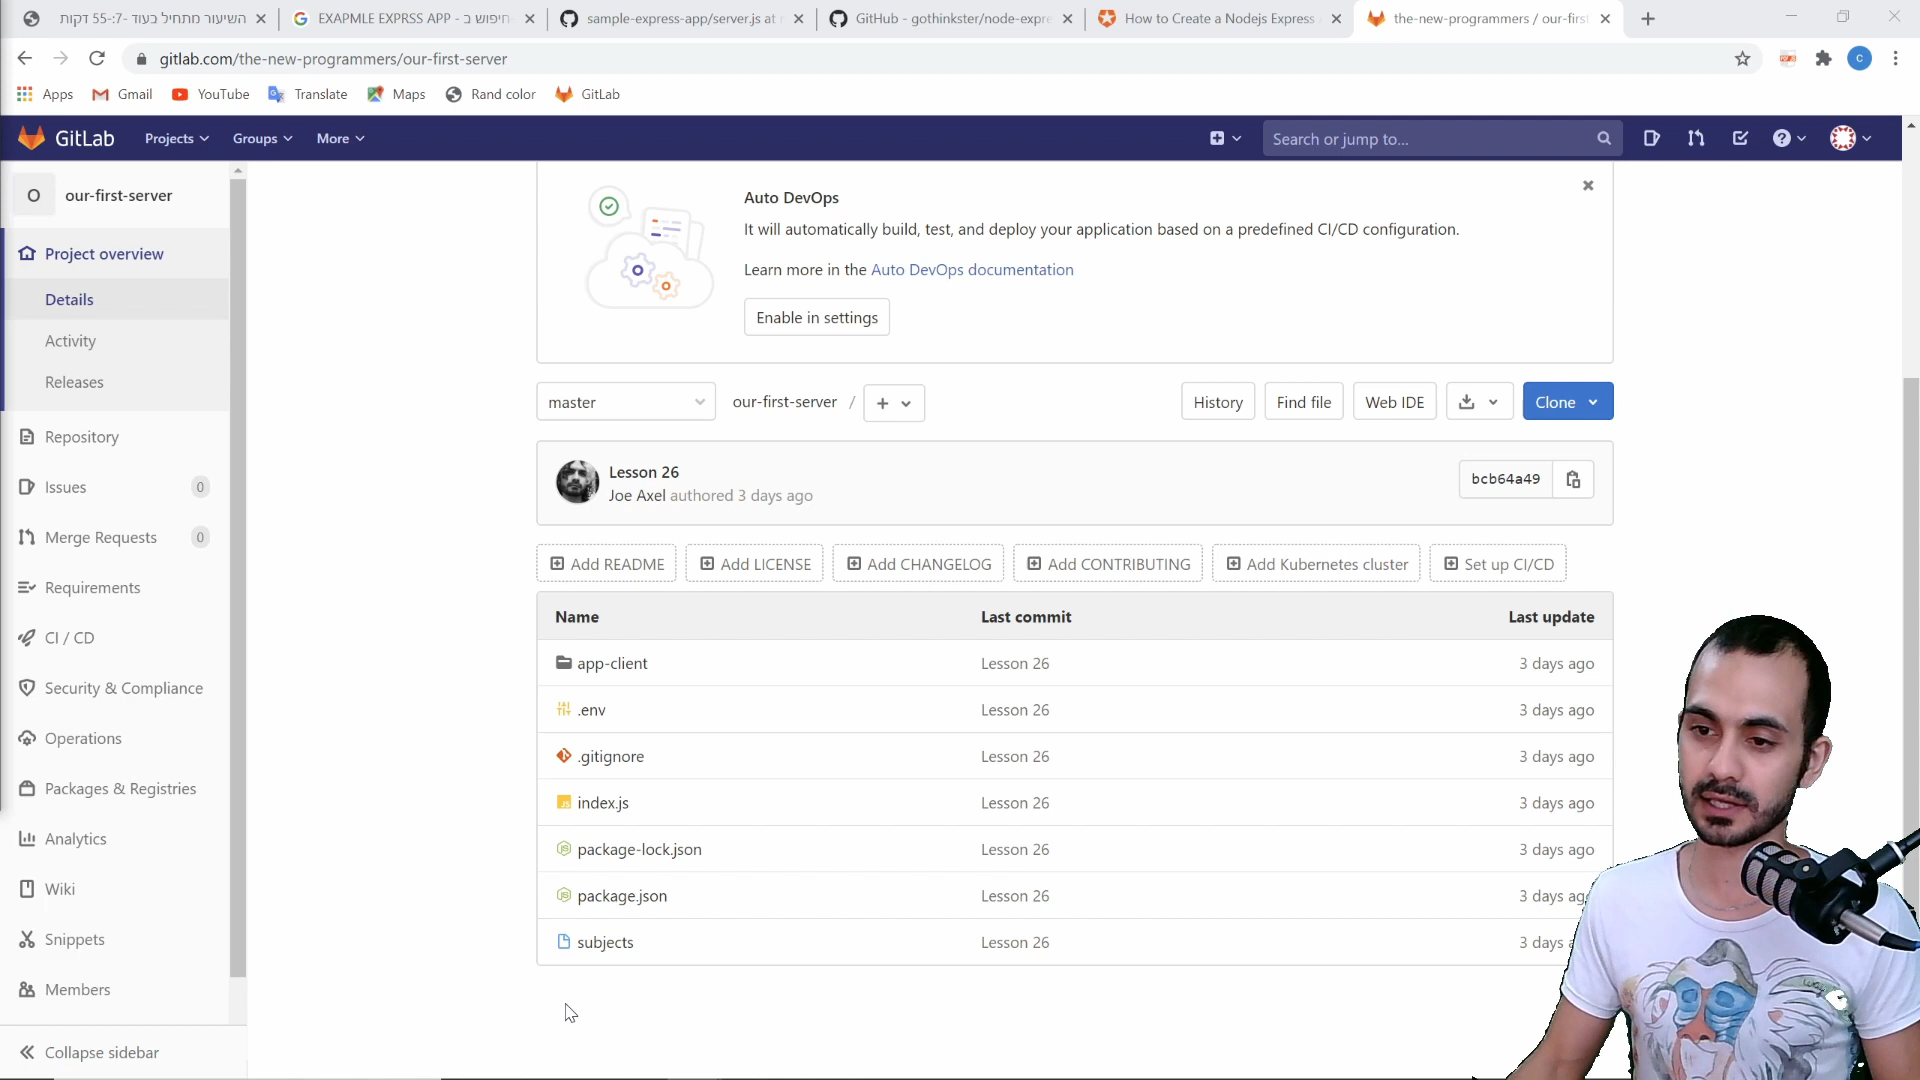 השיעור מתחיל בעוד -55:7 דקות
EXAPMLE EXPRSS APP - חיפוש ב
sample-express-app/server.js at
GitHub - gothinkster/node-expre
How to Create a Nodejs Express
the-new-programmers / our-first
gitlab.com/the-new-programmers/our-first-server
C
Apps
Gmail
YouTube
Translate
Maps
Rand color
GitLab
GitLab
Projects
Groups
More
Search or jump to...
O
our-first-server
Project overview
Details
Activity
Releases
Repository
Issues
0
Merge Requests
0
Requirements
CI / CD
Security & Compliance
Operations
Packages & Registries
Analytics
Wiki
Snippets
Members
Collapse sidebar
Auto DevOps
It will automatically build, test, and deploy your application based on a predefined CI/CD configuration.
Learn more in the Auto DevOps documentation
Enable in settings
master
our-first-server /
History
Find file
Web IDE
Clone
Lesson 26
Joe Axel authored 3 days ago
bcb64a49
Add README
Add LICENSE
Add CHANGELOG
Add CONTRIBUTING
Add Kubernetes cluster
Set up CI/CD
Name Last commit Last update
app-client Lesson 26 3 days ago
.env Lesson 26 3 days ago
.gitignore Lesson 26 3 days ago
index.js Lesson 26 3 days ago
package-lock.json Lesson 26 3 days ago
package.json Lesson 26 3 days ag
subjects Lesson 26 3 days